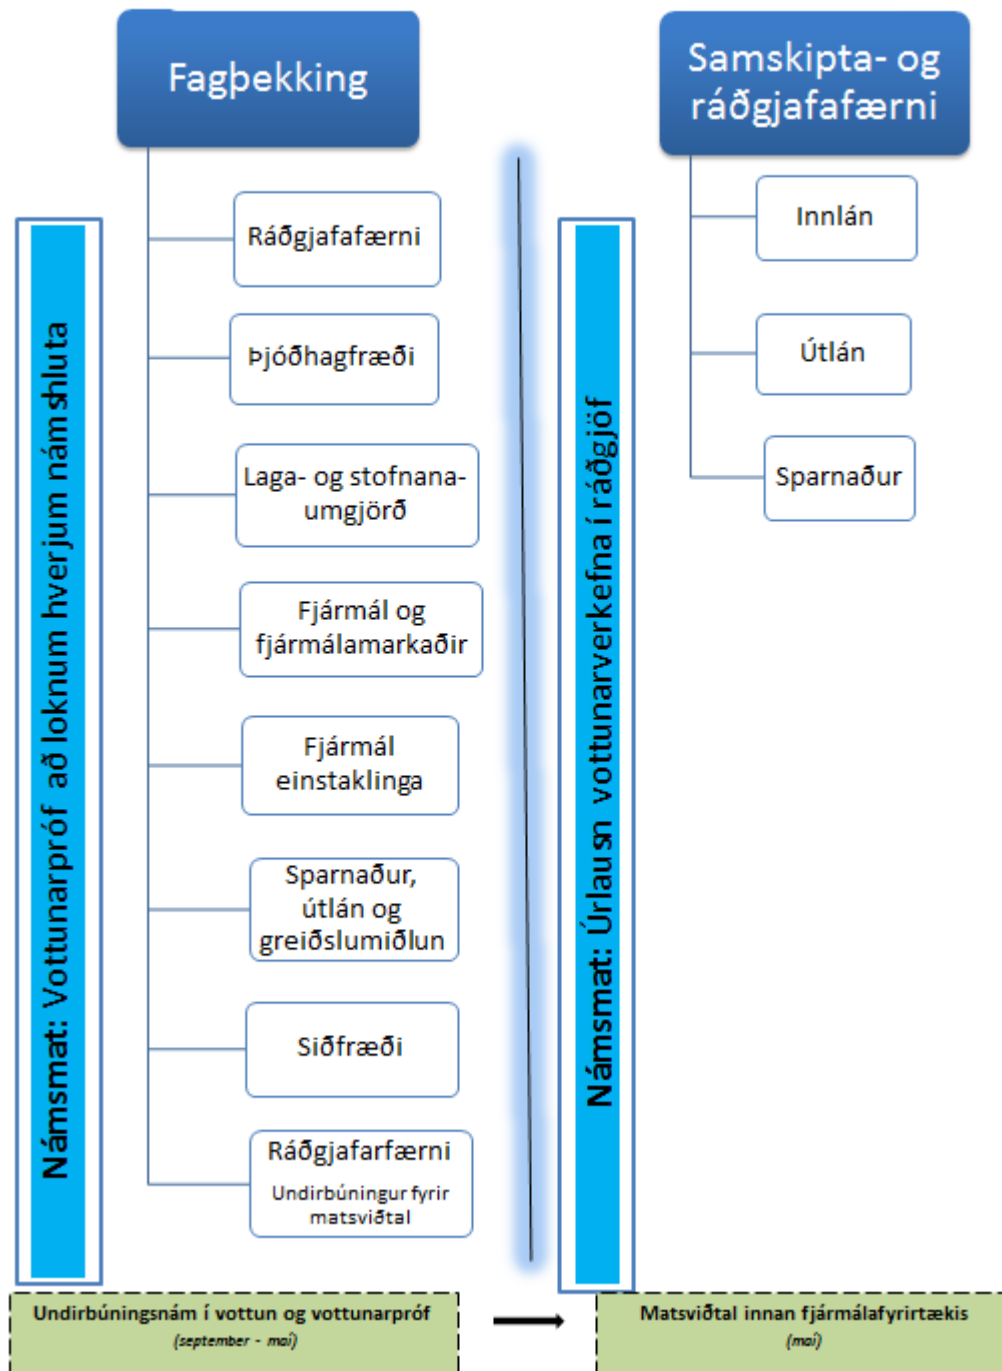 Fagþekking
Ráðgjafafærni
Þjóðhagfræði
Laga- og stofnana-
umgjörð
Fjármál og
fjármálamarkaðir
Fjármál
einstaklinga
Sparnaður,
útlán og
greiðslumiðlun
Siðfræði
Ráðgjafarfærni
Undirbúningur fyrir
matsviðtal
Námsmat: Vottunarpróf að loknum hverjum námshluta
Samskipta- og
ráðgjafafærni
Innlán
Útlán
Sparnaður
Námsmat: Úrlausn vottunarverkefna í ráðgjöf
Undirbúningsnám í vottun og vottunarpróf
(september - maí)
Matsviðtal innan fjármálafyrirtækis
(maí)